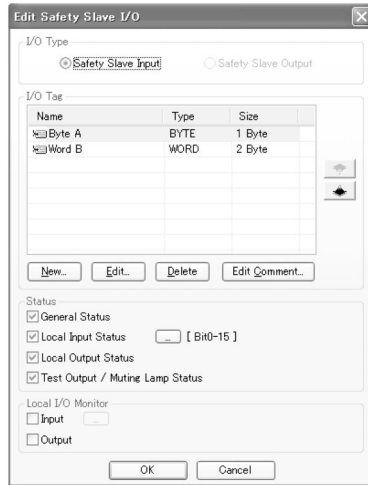 Edit Safety Slave I/O
I/O Type
Safety Slave Input Safety Slave Output
I/O Tag
Name Type Size
Byte A BYTE 1 Byte
Word B WORD 2 Byte
New... Edit... Delete Edit Comment...
Status
General Status
Local Input Status ... [ Bit0-15 ]
Local Output Status
Test Output / Muting Lamp Status
Local I/O Monitor
Input ...
Output
OK Cancel